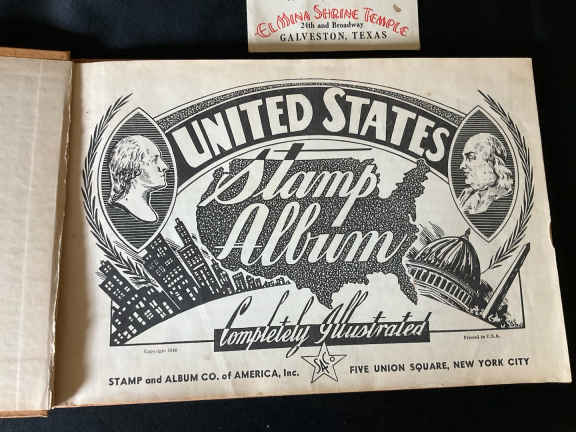 El Mina Shrine Temple
24th and Broadway
GALVESTON, TEXAS
UNITED STATES
Stamp
Album
Completely Illustrated
Printed in U.S.A.
STAMP and ALBUM CO. of AMERICA, Inc.
FIVE UNION SQUARE, NEW YORK CITY